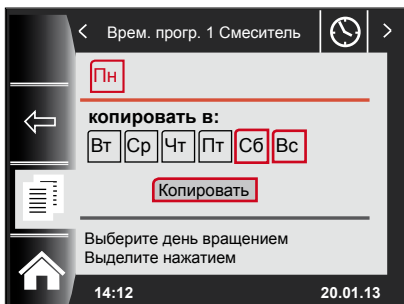 Врем. прогр. 1 Смеситель
Пн
копировать в:
Вт Ср Чт Пт Сб Вс
Копировать
Выберите день вращением
Выделите нажатием
14:12 20.01.13